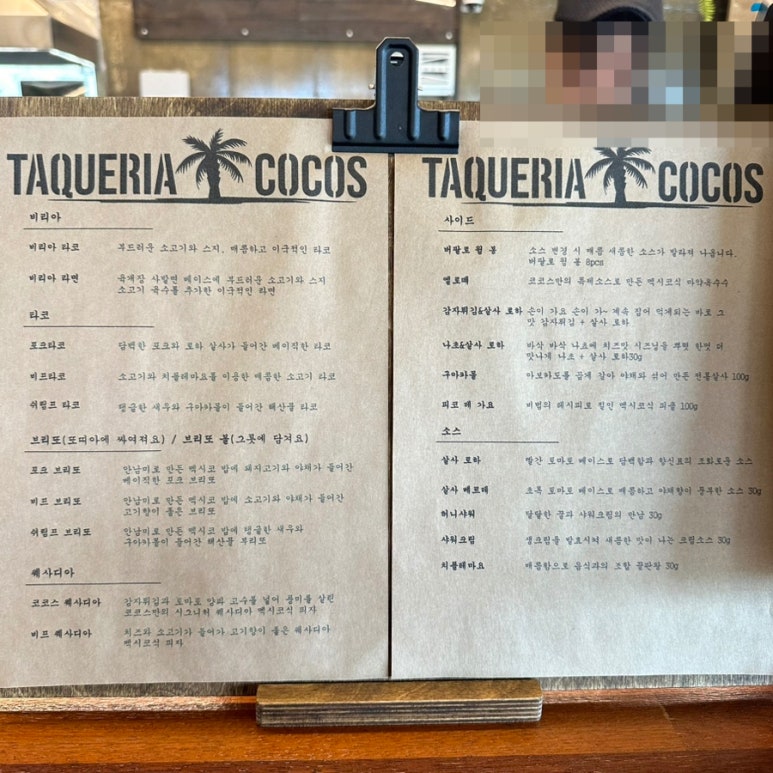 TAQUERIA COCOS
비리아
비리아 타코 부드러운 소고기와 스지, 매콤하고 이국적인 타코
비리아 라면 육개장 사발면 베이스에 부드러운 소고기와 스지
소고기 육수를 추가한 이국적인 라면
타코
포크타코 담백한 포크와 로하 살사가 들어간 베이직한 타코
비프타코 소고기와 치폴레마요를 이용한 매콤한 소고기 타코
쉬림프 타코 탱글한 새우와 구아카몰이 들어간 해산물 타코
브리또(또띠아에 싸여져요) / 브리또 볼(그릇에 담겨요)
포크 브리또 안남미로 만든 멕시코 밥에 돼지고기와 야채가 들어간
베이직한 포크 브리또
비프 브리또 안남미로 만든 멕시코 밥에 소고기와 야채가 들어간
고기향이 좋은 브리또
쉬림프 브리또 안남미로 만든 멕시코 밥에 탱글한 새우와
구아카몰이 들어간 해산물 부리또
퀘사디아
코코스 퀘사디아 감자튀김과 토마토 양파 고수를 넣어 풍미를 살린
코코스만의 시그니처 퀘사디아 멕시코식 피자
비프 퀘사디아 치즈와 소고기가 들어가 고기향이 좋은 퀘사디아
멕시코식 피자
TAQUERIA COCOS
사이드
버팔로 윙 봉 소스 변경 시 매콤 새콤한 소스가 발라져 나옵니다.
버팔로 윙 봉 8pcs
엘로떼 코코스만의 특제소스로 만든 멕시코식 마약옥수수
감자튀김&살사 로하 손이 가요 손이 가~ 계속 집어 먹게되는 바로 그
맛 감자튀김 + 살사 로하
나쵸&살사 로하 바삭 바삭 나쵸에 치즈맛 시즈닝을 뿌렷 한껏 더
맛나게 나쵸 + 살사 로하30g
구아카몰 아보카도를 곱게 갈아 야채와 섞어 만든 전통살사 100g
피코 데 가요 비법의 레시피로 절인 멕시코식 피클 100g
소스
살사 로하 빨간 토마토 베이스로 담백함과 향신료의 조화로운 소스
살사 베르데 초록 토마토 베이스로 매콤하고 야채향이 풍부한 소스 30g
허니샤워 달달한 꿀과 샤워크림의 만남 30g
샤워크림 생크림을 발효시켜 새콤한 맛이 나는 크림소스 30g
치폴레마요 매콤함으로 음식과의 조합 끝판왕 30g